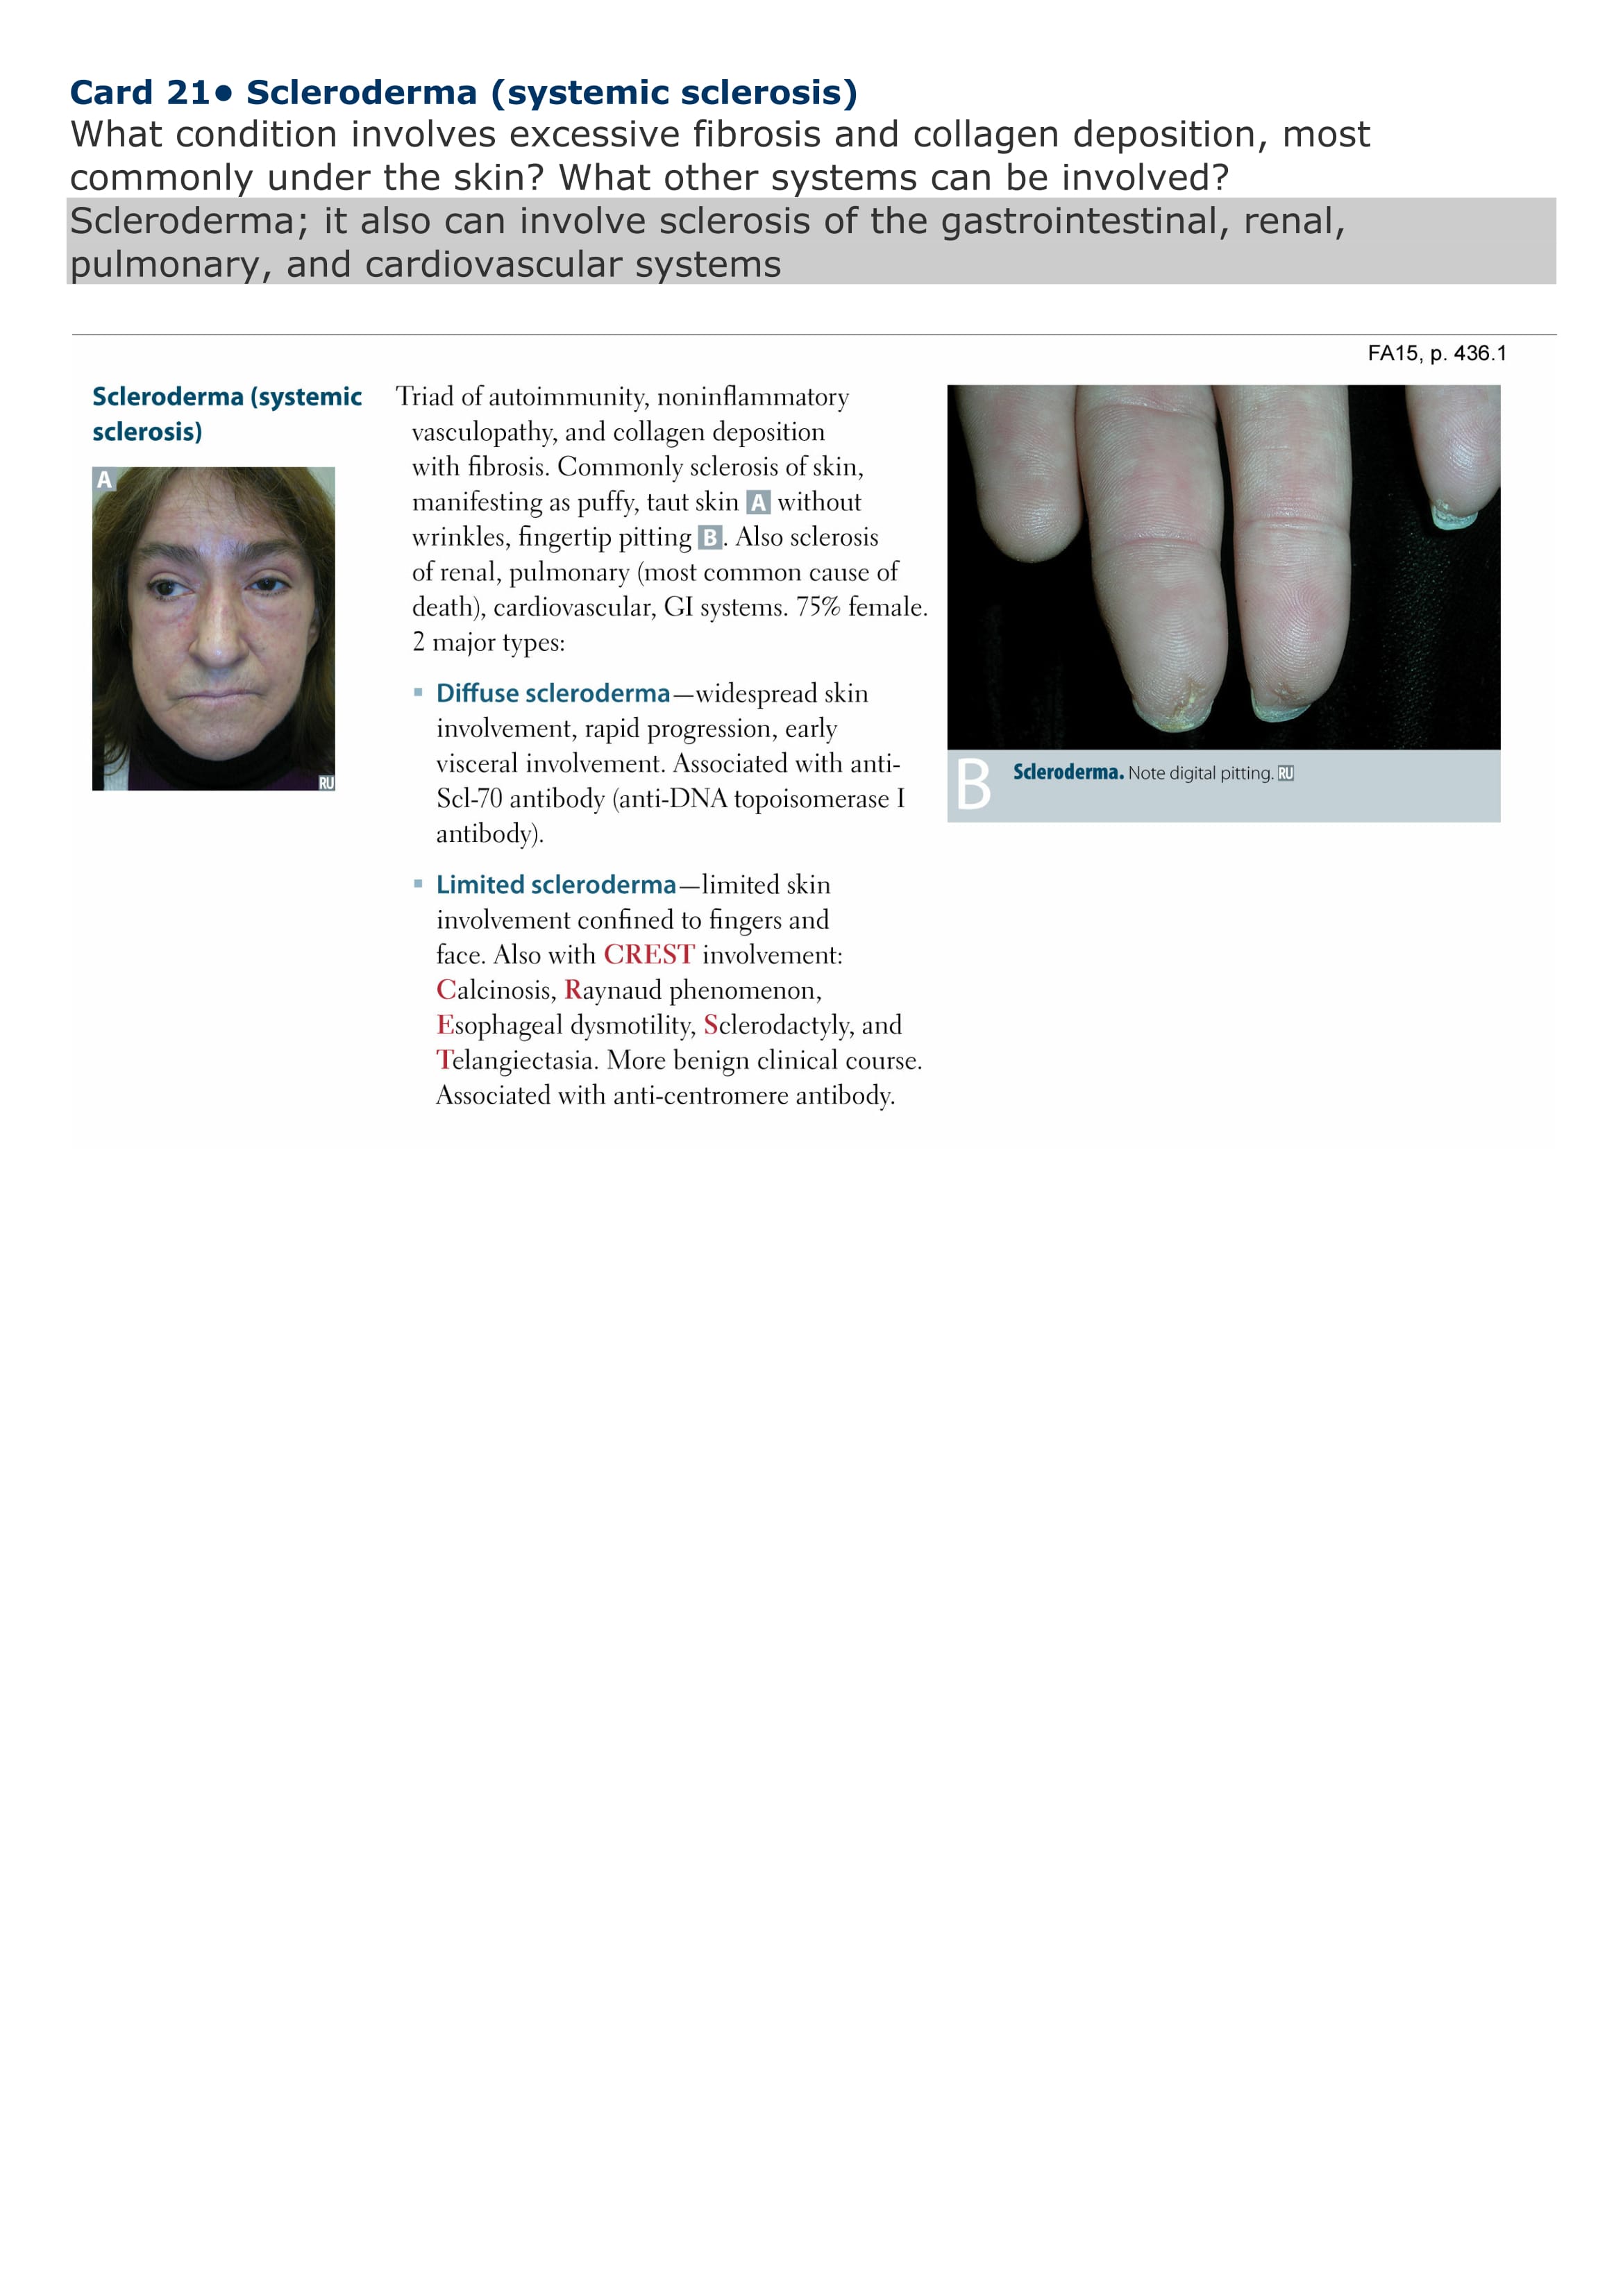 Card 21● Scleroderma (systemic sclerosis)
What condition involves excessive fibrosis and collagen deposition, most
commonly under the skin? What other systems can be involved?
Scleroderma; it also can involve sclerosis of the gastrointestinal, renal,
pulmonary, and cardiovascular systems
FA15, p. 436.1
Scleroderma (systemic
sclerosis)
A
RU
Triad of autoimmunity, noninflammatory
vasculopathy, and collagen deposition
with fibrosis. Commonly sclerosis of skin,
manifesting as puffy, taut skin A without
wrinkles, fingertip pitting B. Also sclerosis
of renal, pulmonary (most common cause of
death), cardiovascular, GI systems. 75% female.
2 major types:
▪ Diffuse scleroderma—widespread skin
involvement, rapid progression, early
visceral involvement. Associated with anti-
Scl-70 antibody (anti-DNA topoisomerase I
antibody).
▪ Limited scleroderma—limited skin
involvement confined to fingers and
face. Also with CREST involvement:
Calcinosis, Raynaud phenomenon,
Esophageal dysmotility, Sclerodactyly, and
Telangiectasia. More benign clinical course.
Associated with anti-centromere antibody.
B Scleroderma. Note digital pitting. RU